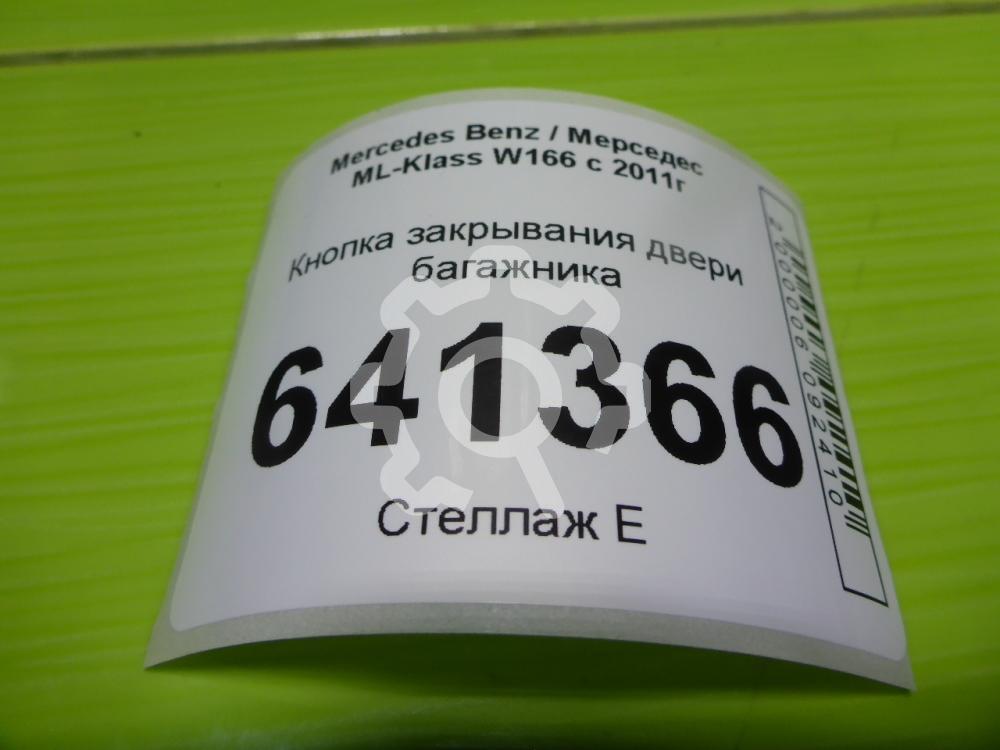 Mercedes Benz / Мерседес
ML-Klass W166 с 2011г
Кнопка закрывания двери
багажника
641366
Стеллаж Е
2000006092410